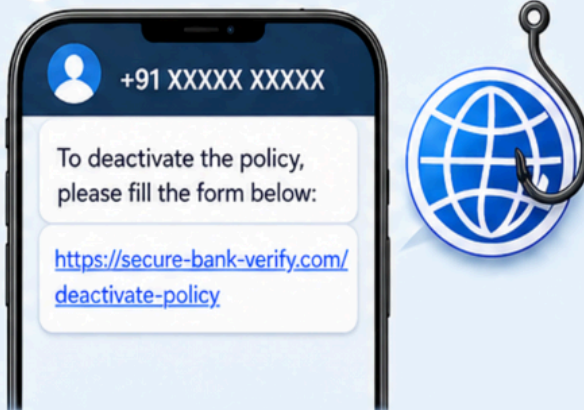 +91 XXXXX XXXXX
To deactivate the policy,
please fill the form below:
https://secure-bank-verify.com/
deactivate-policy